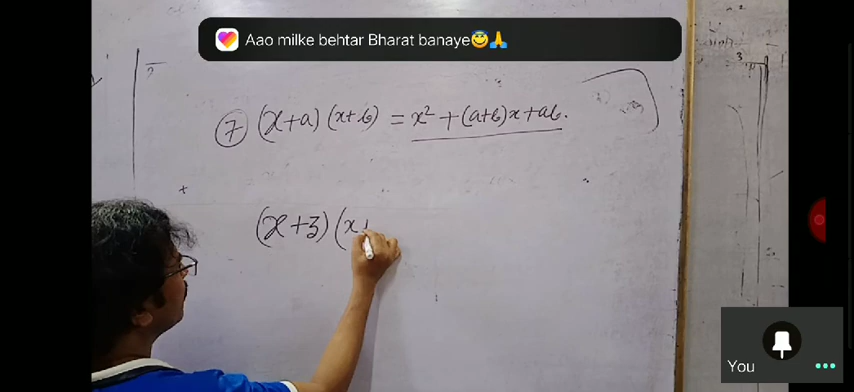 Aao milke behtar Bharat banaye😇🙏
⑦ (x+a) (x+b) = x² + (a+b)x + ab.
(x+3) (x+
You